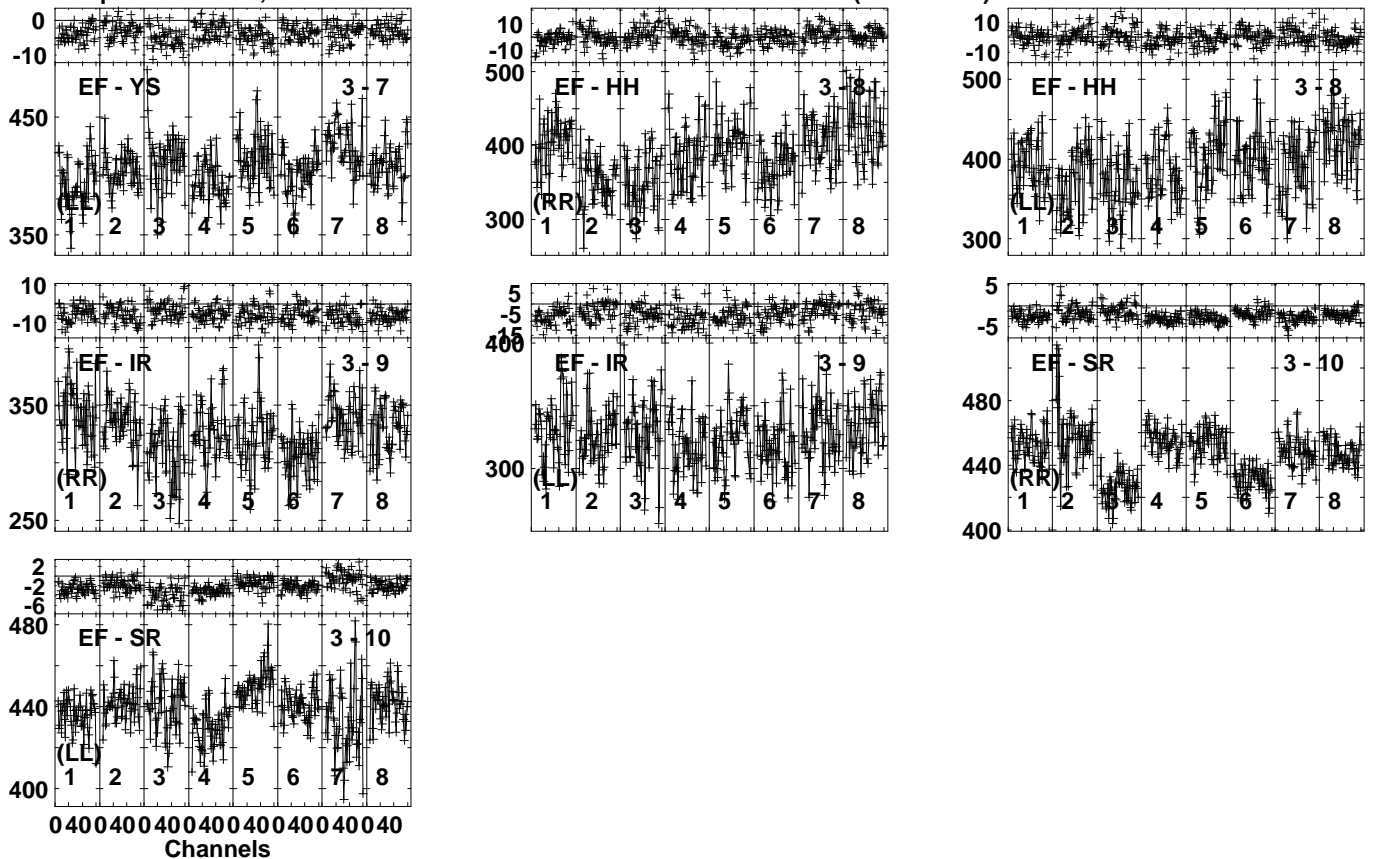 0
-10
EF - YS 3 - 7
450
(LL)
1 2 3 4 5 6 7 8
350
10
-10
500
EF - HH 3 - 8
400
(RR)
300
1 2 3 4 5 6 7 8
10
-10
500
EF - HH 3 - 8
400
(LL)
1 2 3 4 5 6 7 8
300
10
-10
EF - IR 3 - 9
350
(RR)
1 2 3 4 5 6 7 8
250
5
-5
-15
400
EF - IR 3 - 9
300
(LL)
1 2 3 4 5 6 7 8
5
-5
EF - SR 3 - 10
480
440
(RR)
1 2 3 4 5 6 7 8
400
2
-2
-6
480
EF - SR 3 - 10
440
(LL)
1 2 3 4 5 6 7 8
400
0 40 0 40 0 40 0 40 0 40 0 40 0 40 0 40
Channels